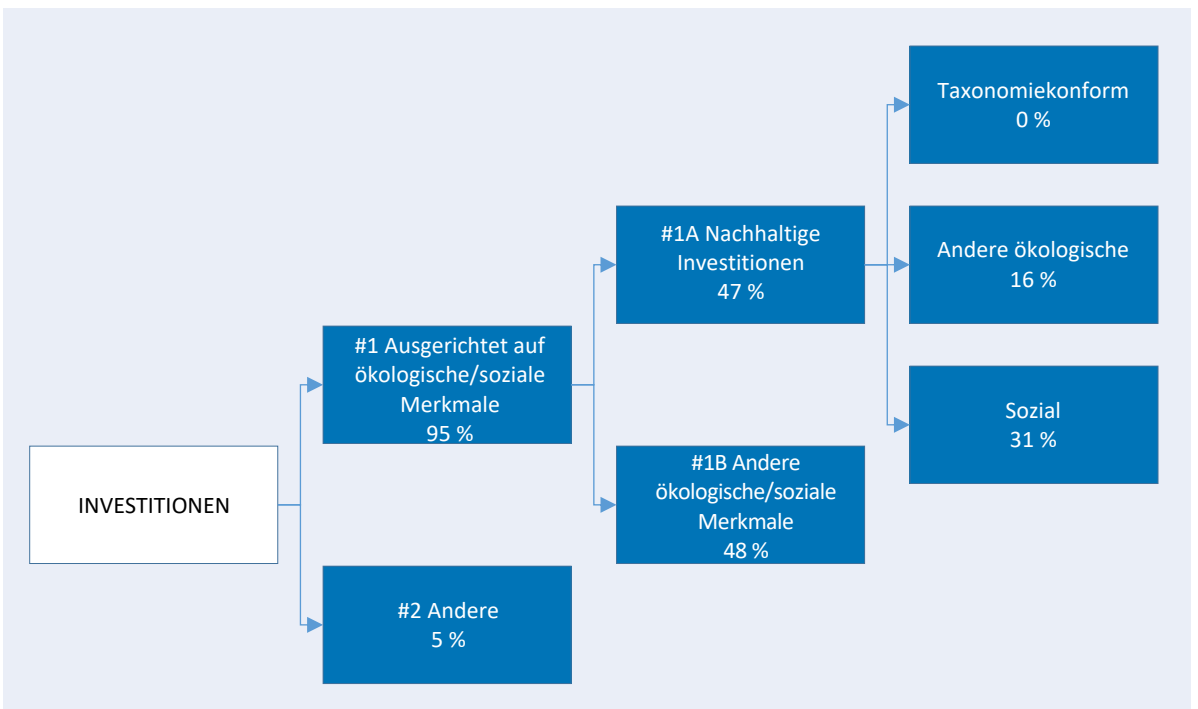 INVESTITIONEN
#1 Ausgerichtet auf
ökologische/soziale
Merkmale
95 %
#2 Andere
5 %
#1A Nachhaltige
Investitionen
47 %
#1B Andere
ökologische/soziale
Merkmale
48 %
Taxonomiekonform
0 %
Andere ökologische
16 %
Sozial
31 %